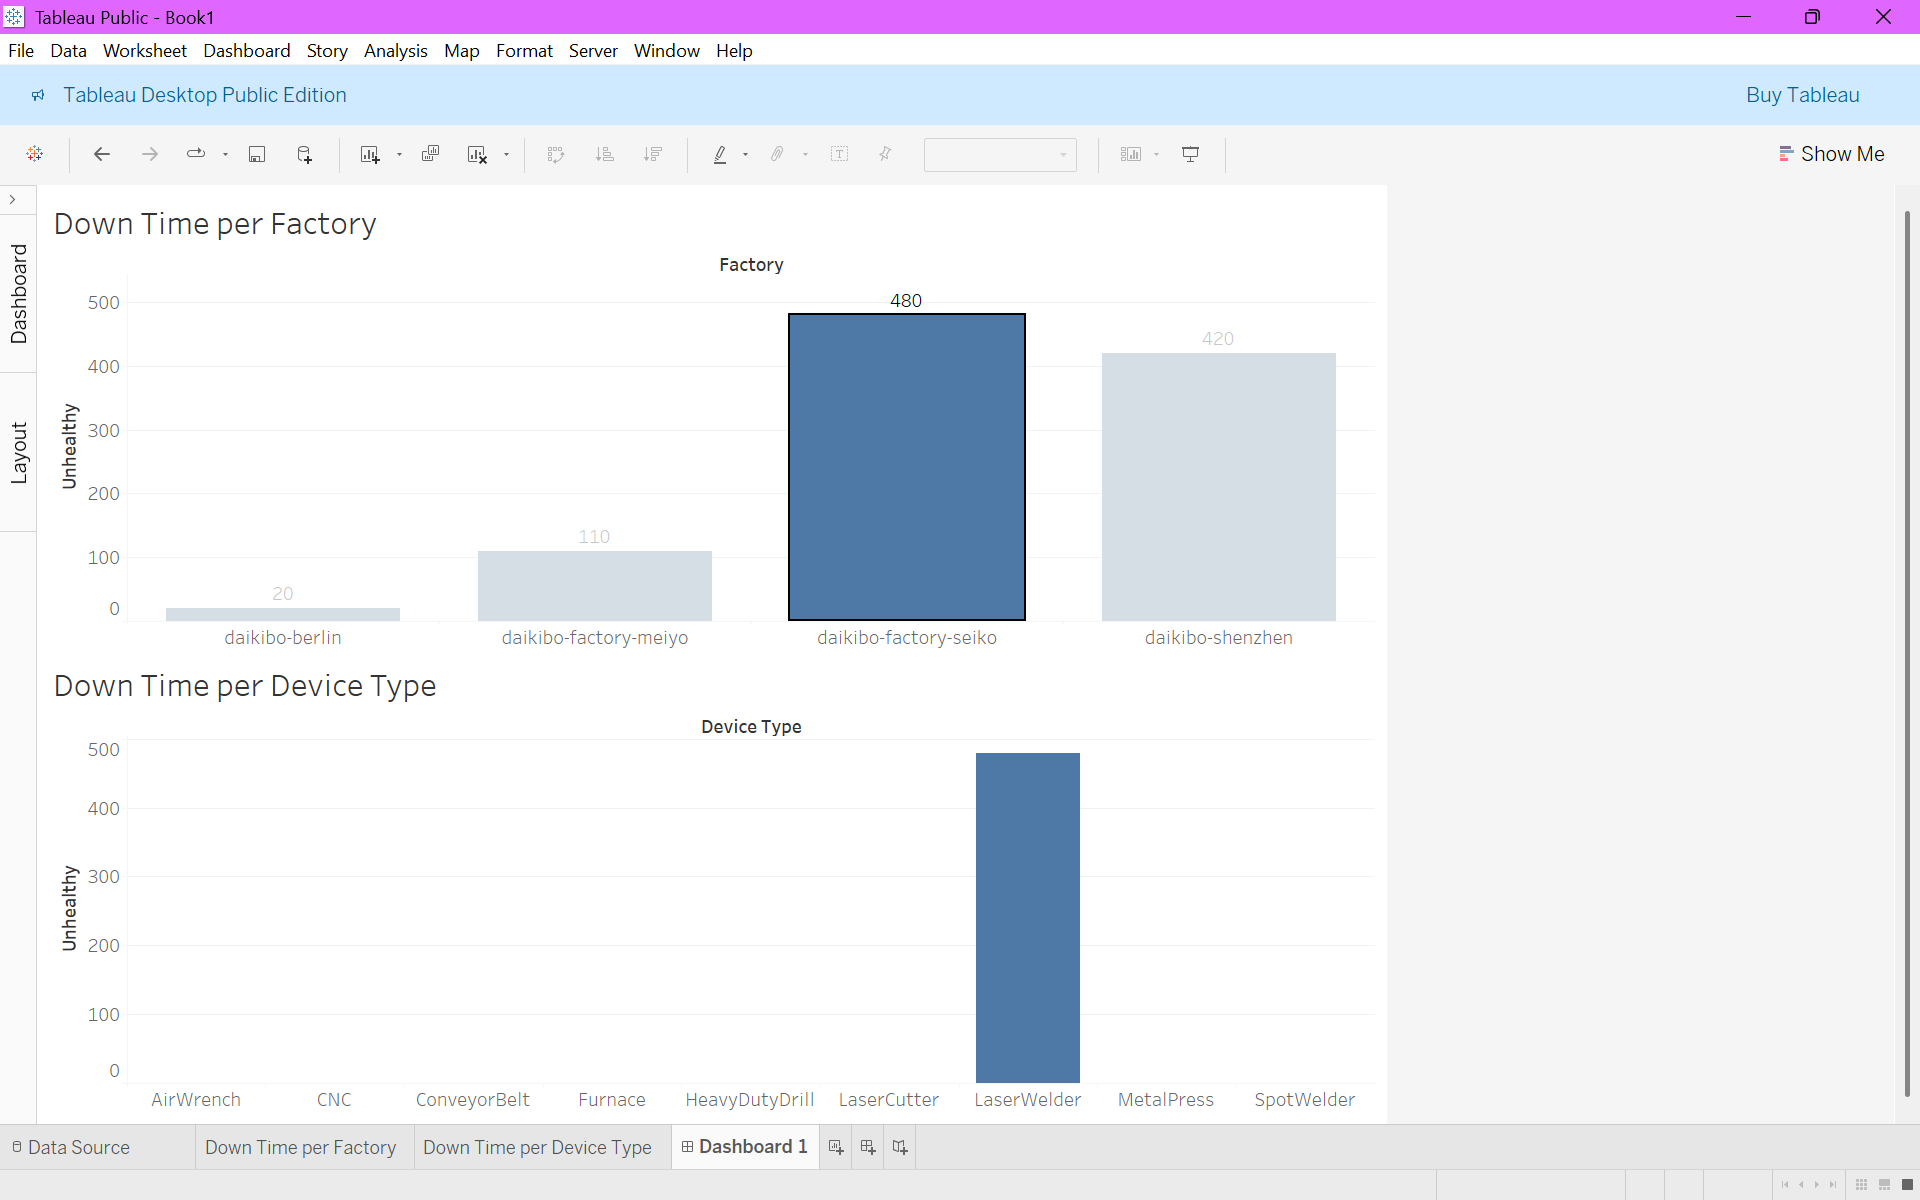 Tableau Public - Book1
File Data Worksheet Dashboard Story Analysis Map Format Server Window Help
Tableau Desktop Public Edition
Buy Tableau
Show Me
Dashboard
Layout
Down Time per Factory
Factory
Unhealthy
500
400
300
200
100
0
20
110
480
420
daikibo-berlin
daikibo-factory-meiyo
daikibo-factory-seiko
daikibo-shenzhen
Down Time per Device Type
Device Type
Unhealthy
500
400
300
200
100
0
AirWrench
CNC
ConveyorBelt
Furnace
HeavyDutyDrill
LaserCutter
LaserWelder
MetalPress
SpotWelder
Data Source
Down Time per Factory
Down Time per Device Type
Dashboard 1